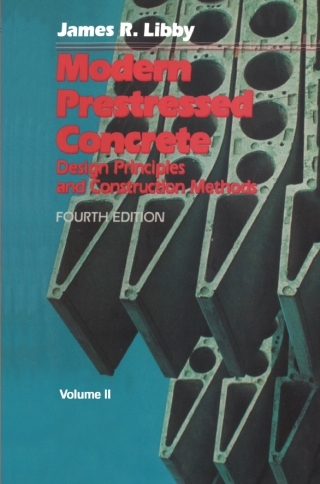 James R. Libby
Modern
Prestressed
Concrete
Design Principles
and Construction Methods
FOURTH EDITION
Volume II